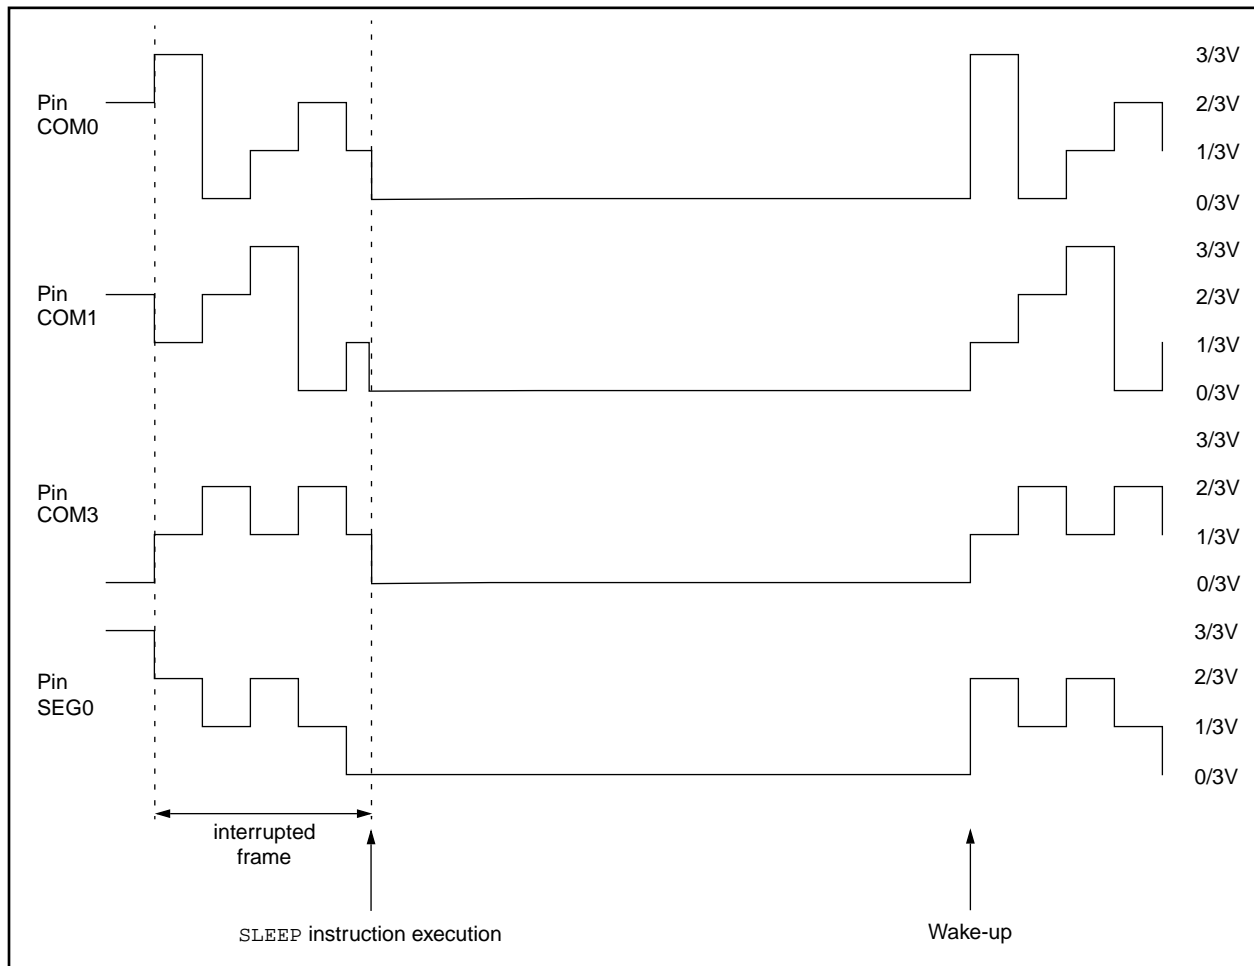 3/3V
Pin
COM0
2/3V
1/3V
0/3V
3/3V
Pin
COM1
2/3V
1/3V
0/3V
3/3V
Pin
COM3
2/3V
1/3V
0/3V
3/3V
Pin
SEG0
2/3V
1/3V
0/3V
interrupted
frame
SLEEP instruction execution
Wake-up